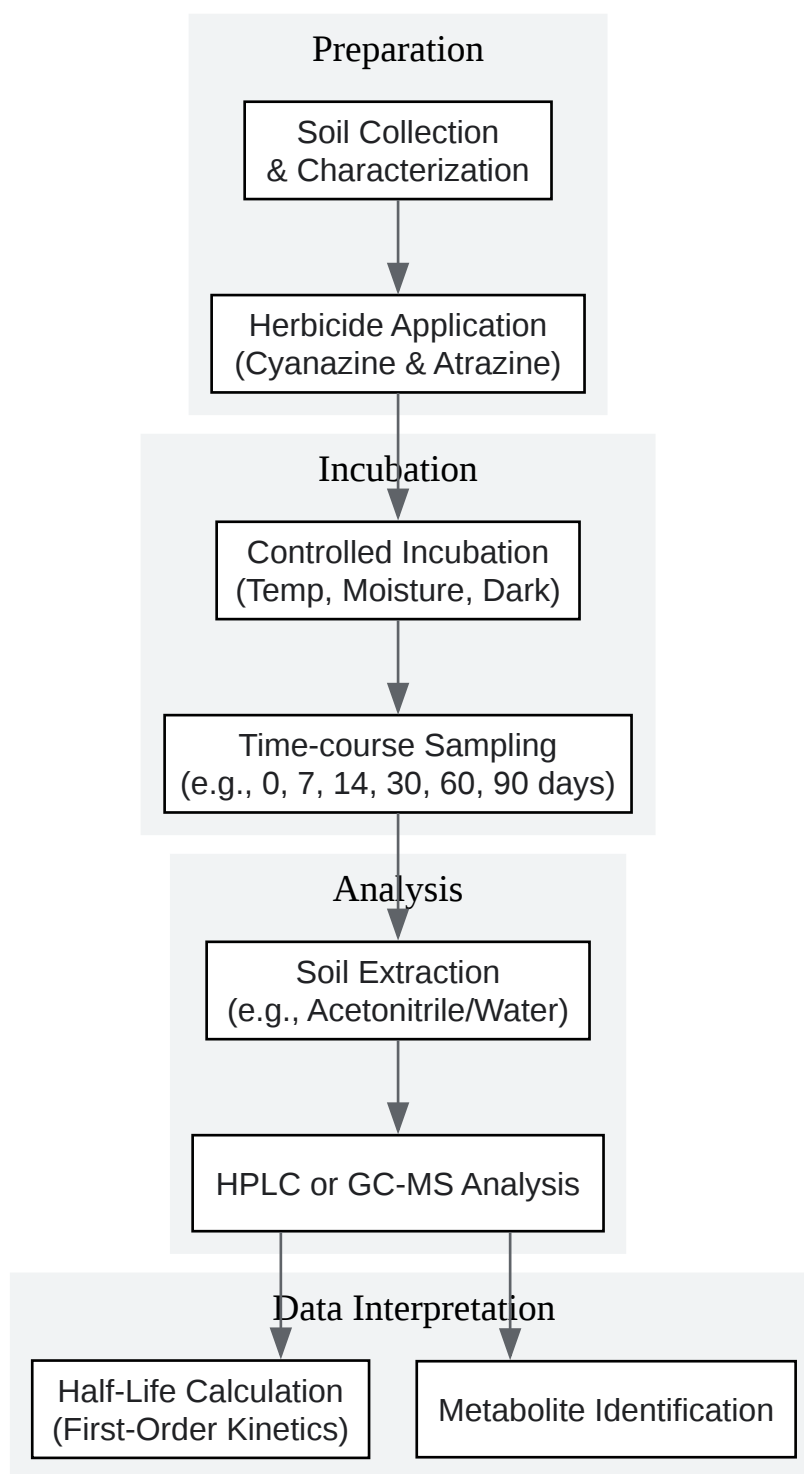 Preparation
Soil Collection
& Characterization
Herbicide Application
(Cyanazine & Atrazine)
Incubation
Controlled Incubation
(Temp, Moisture, Dark)
Time-course Sampling
(e.g., 0, 7, 14, 30, 60, 90 days)
Analysis
Soil Extraction
(e.g., Acetonitrile/Water)
HPLC or GC-MS Analysis
Data Interpretation
Half-Life Calculation
(First-Order Kinetics)
Metabolite Identification